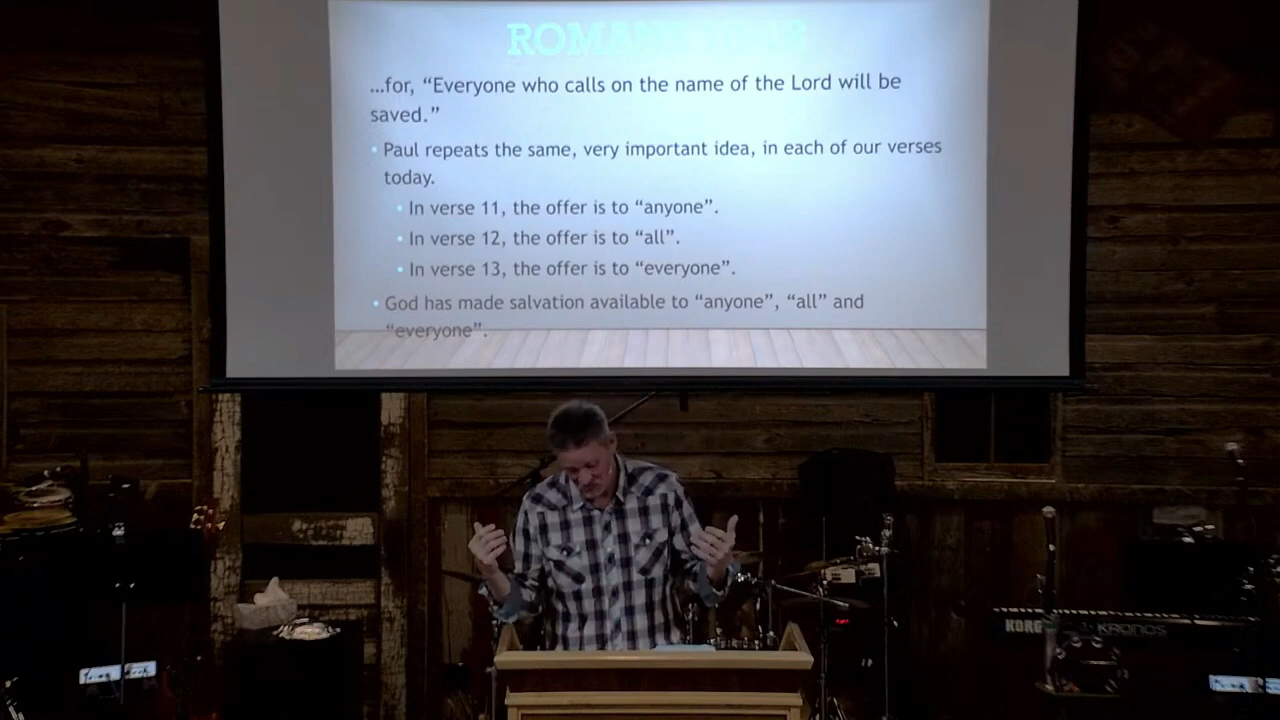 ...for, “Everyone who calls on the name of the Lord will be
saved.”
• Paul repeats the same, very important idea, in each of our verses
today.
• In verse 11, the offer is to “anyone”.
• In verse 12, the offer is to “all”.
• In verse 13, the offer is to “everyone”.
• God has made salvation available to “anyone”, “all” and
“everyone”.
KORG KRONOS